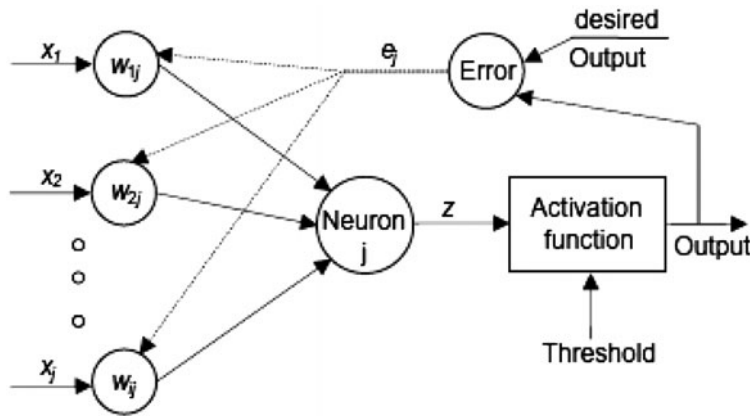 desired
Output
x1
w1j
ej
Error
x2
w2j
Neuron
j
z
Activation
function
Output
xj
wij
Threshold